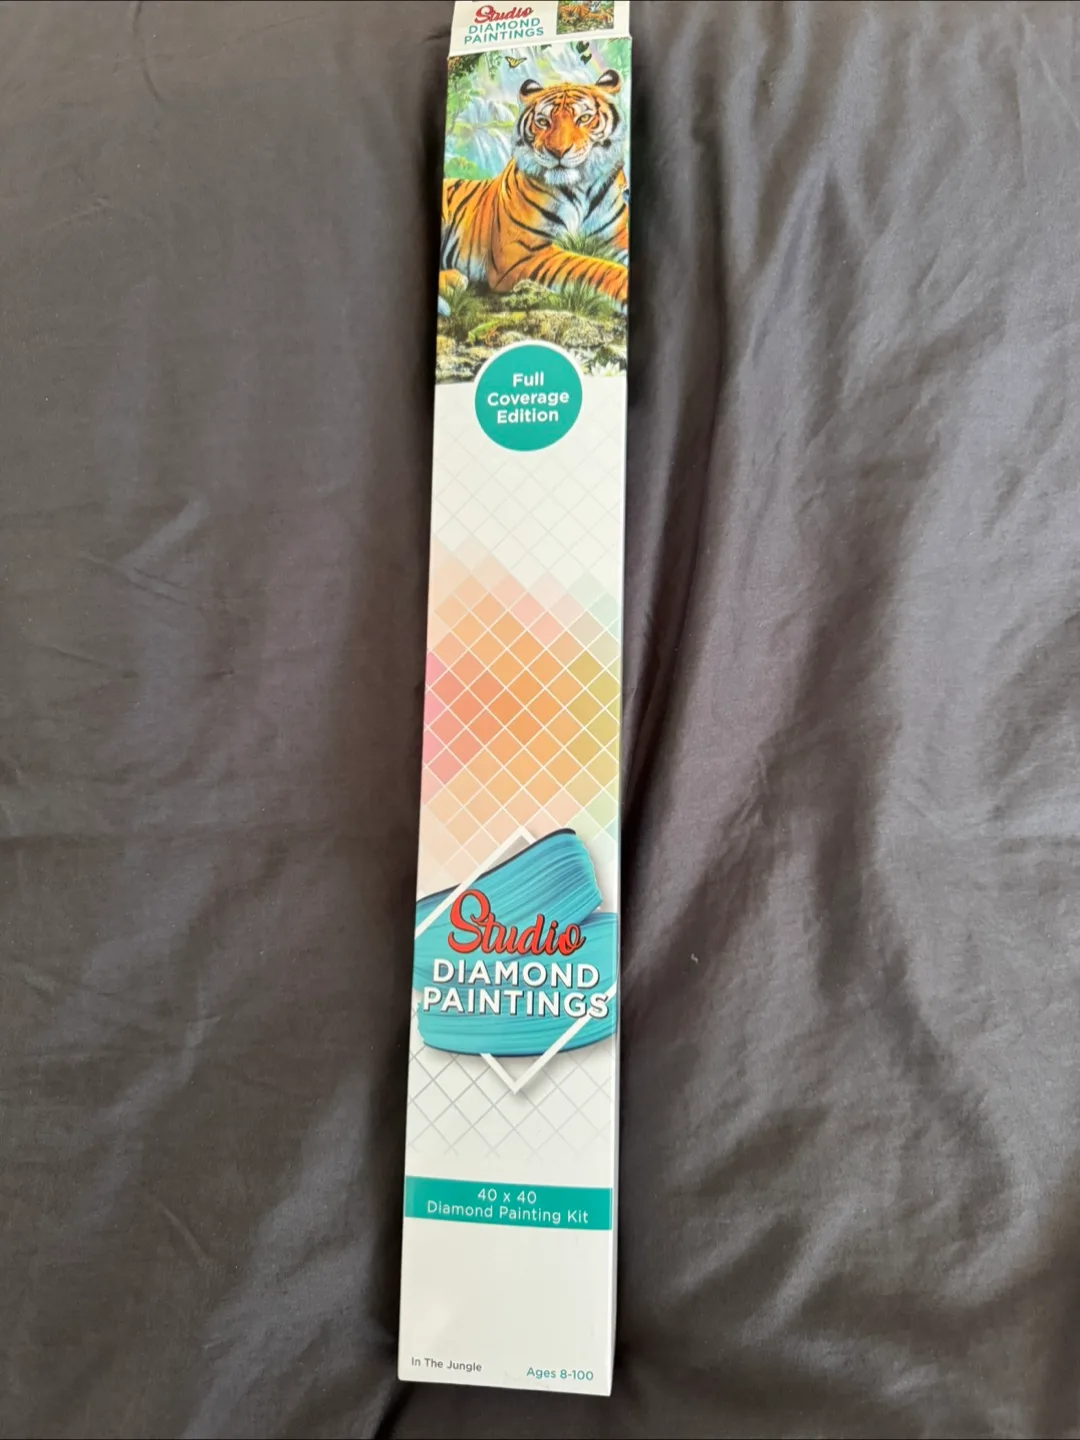 Studio
DIAMOND
PAINTINGS
Full
Coverage
Edition
Studio
DIAMOND
PAINTINGS
40 x 40
Diamond Painting Kit
In The Jungle
Ages 8-100